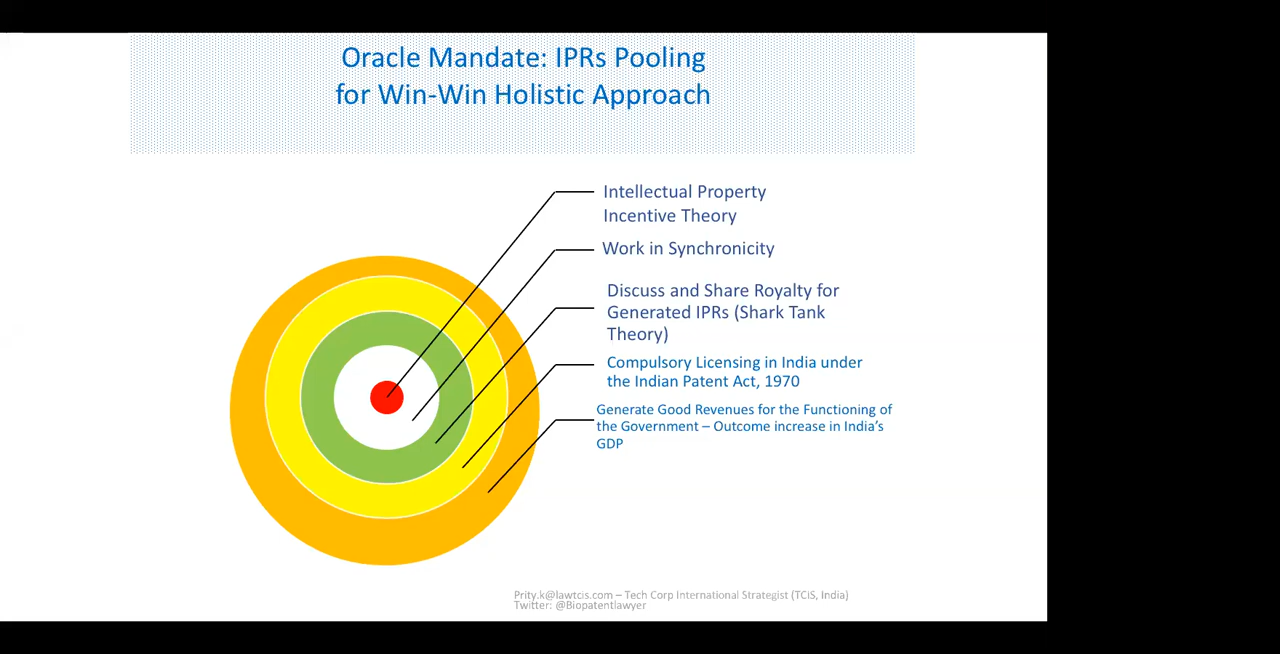 Oracle Mandate: IPRs Pooling
for Win-Win Holistic Approach
Intellectual Property
Incentive Theory
Work in Synchronicity
Discuss and Share Royalty for
Generated IPRs (Shark Tank
Theory)
Compulsory Licensing in India under
the Indian Patent Act, 1970
Generate Good Revenues for the Functioning of
the Government – Outcome increase in India's
GDP
Prity.k@lawtcis.com – Tech Corp International Strategist (TCIS, India)
Twitter: @Biopatentlawyer